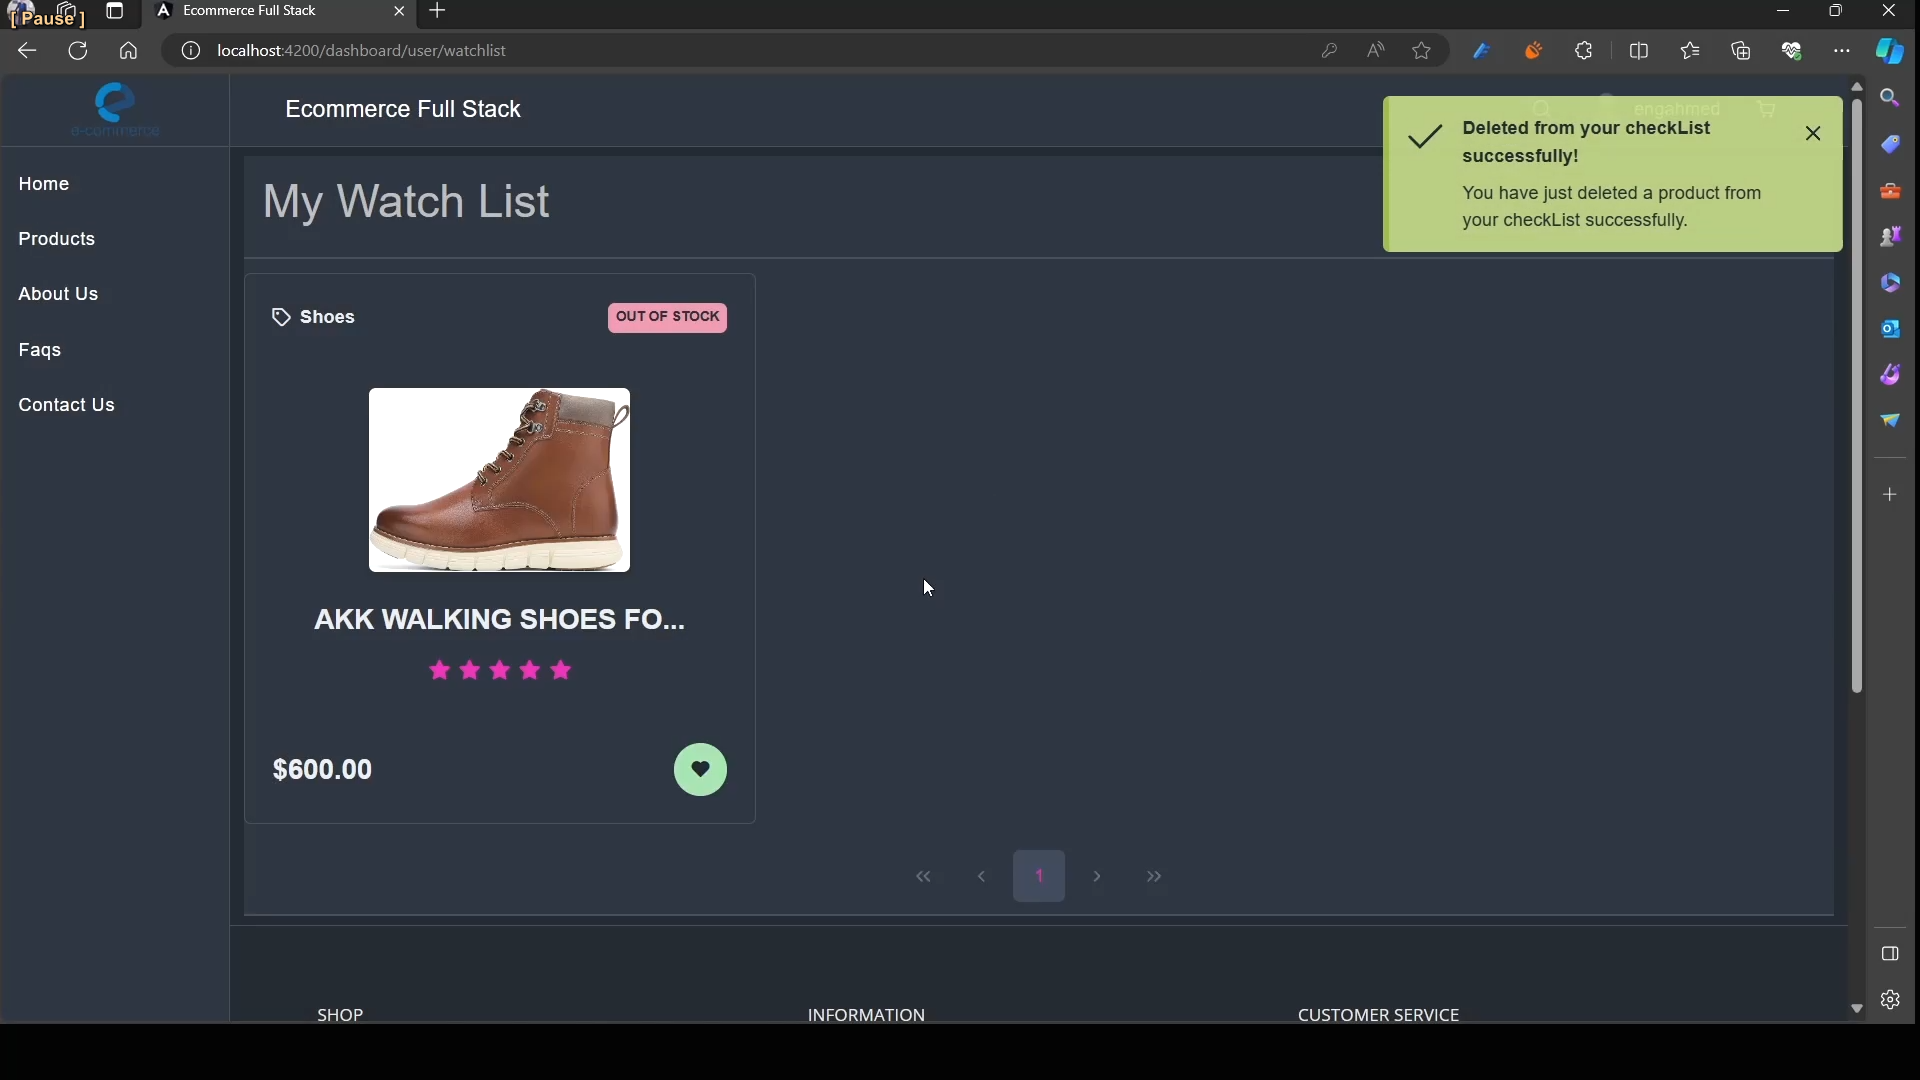 [ Pause ]
Ecommerce Full Stack
localhost:4200/dashboard/user/watchlist
e-commerce
Ecommerce Full Stack
engahmed
Deleted from your checkList
successfully!
You have just deleted a product from
your checkList successfully.
Home
Products
About Us
Faqs
Contact Us
My Watch List
Shoes
OUT OF STOCK
AKK WALKING SHOES FO...
$600.00
1
SHOP
INFORMATION
CUSTOMER SERVICE